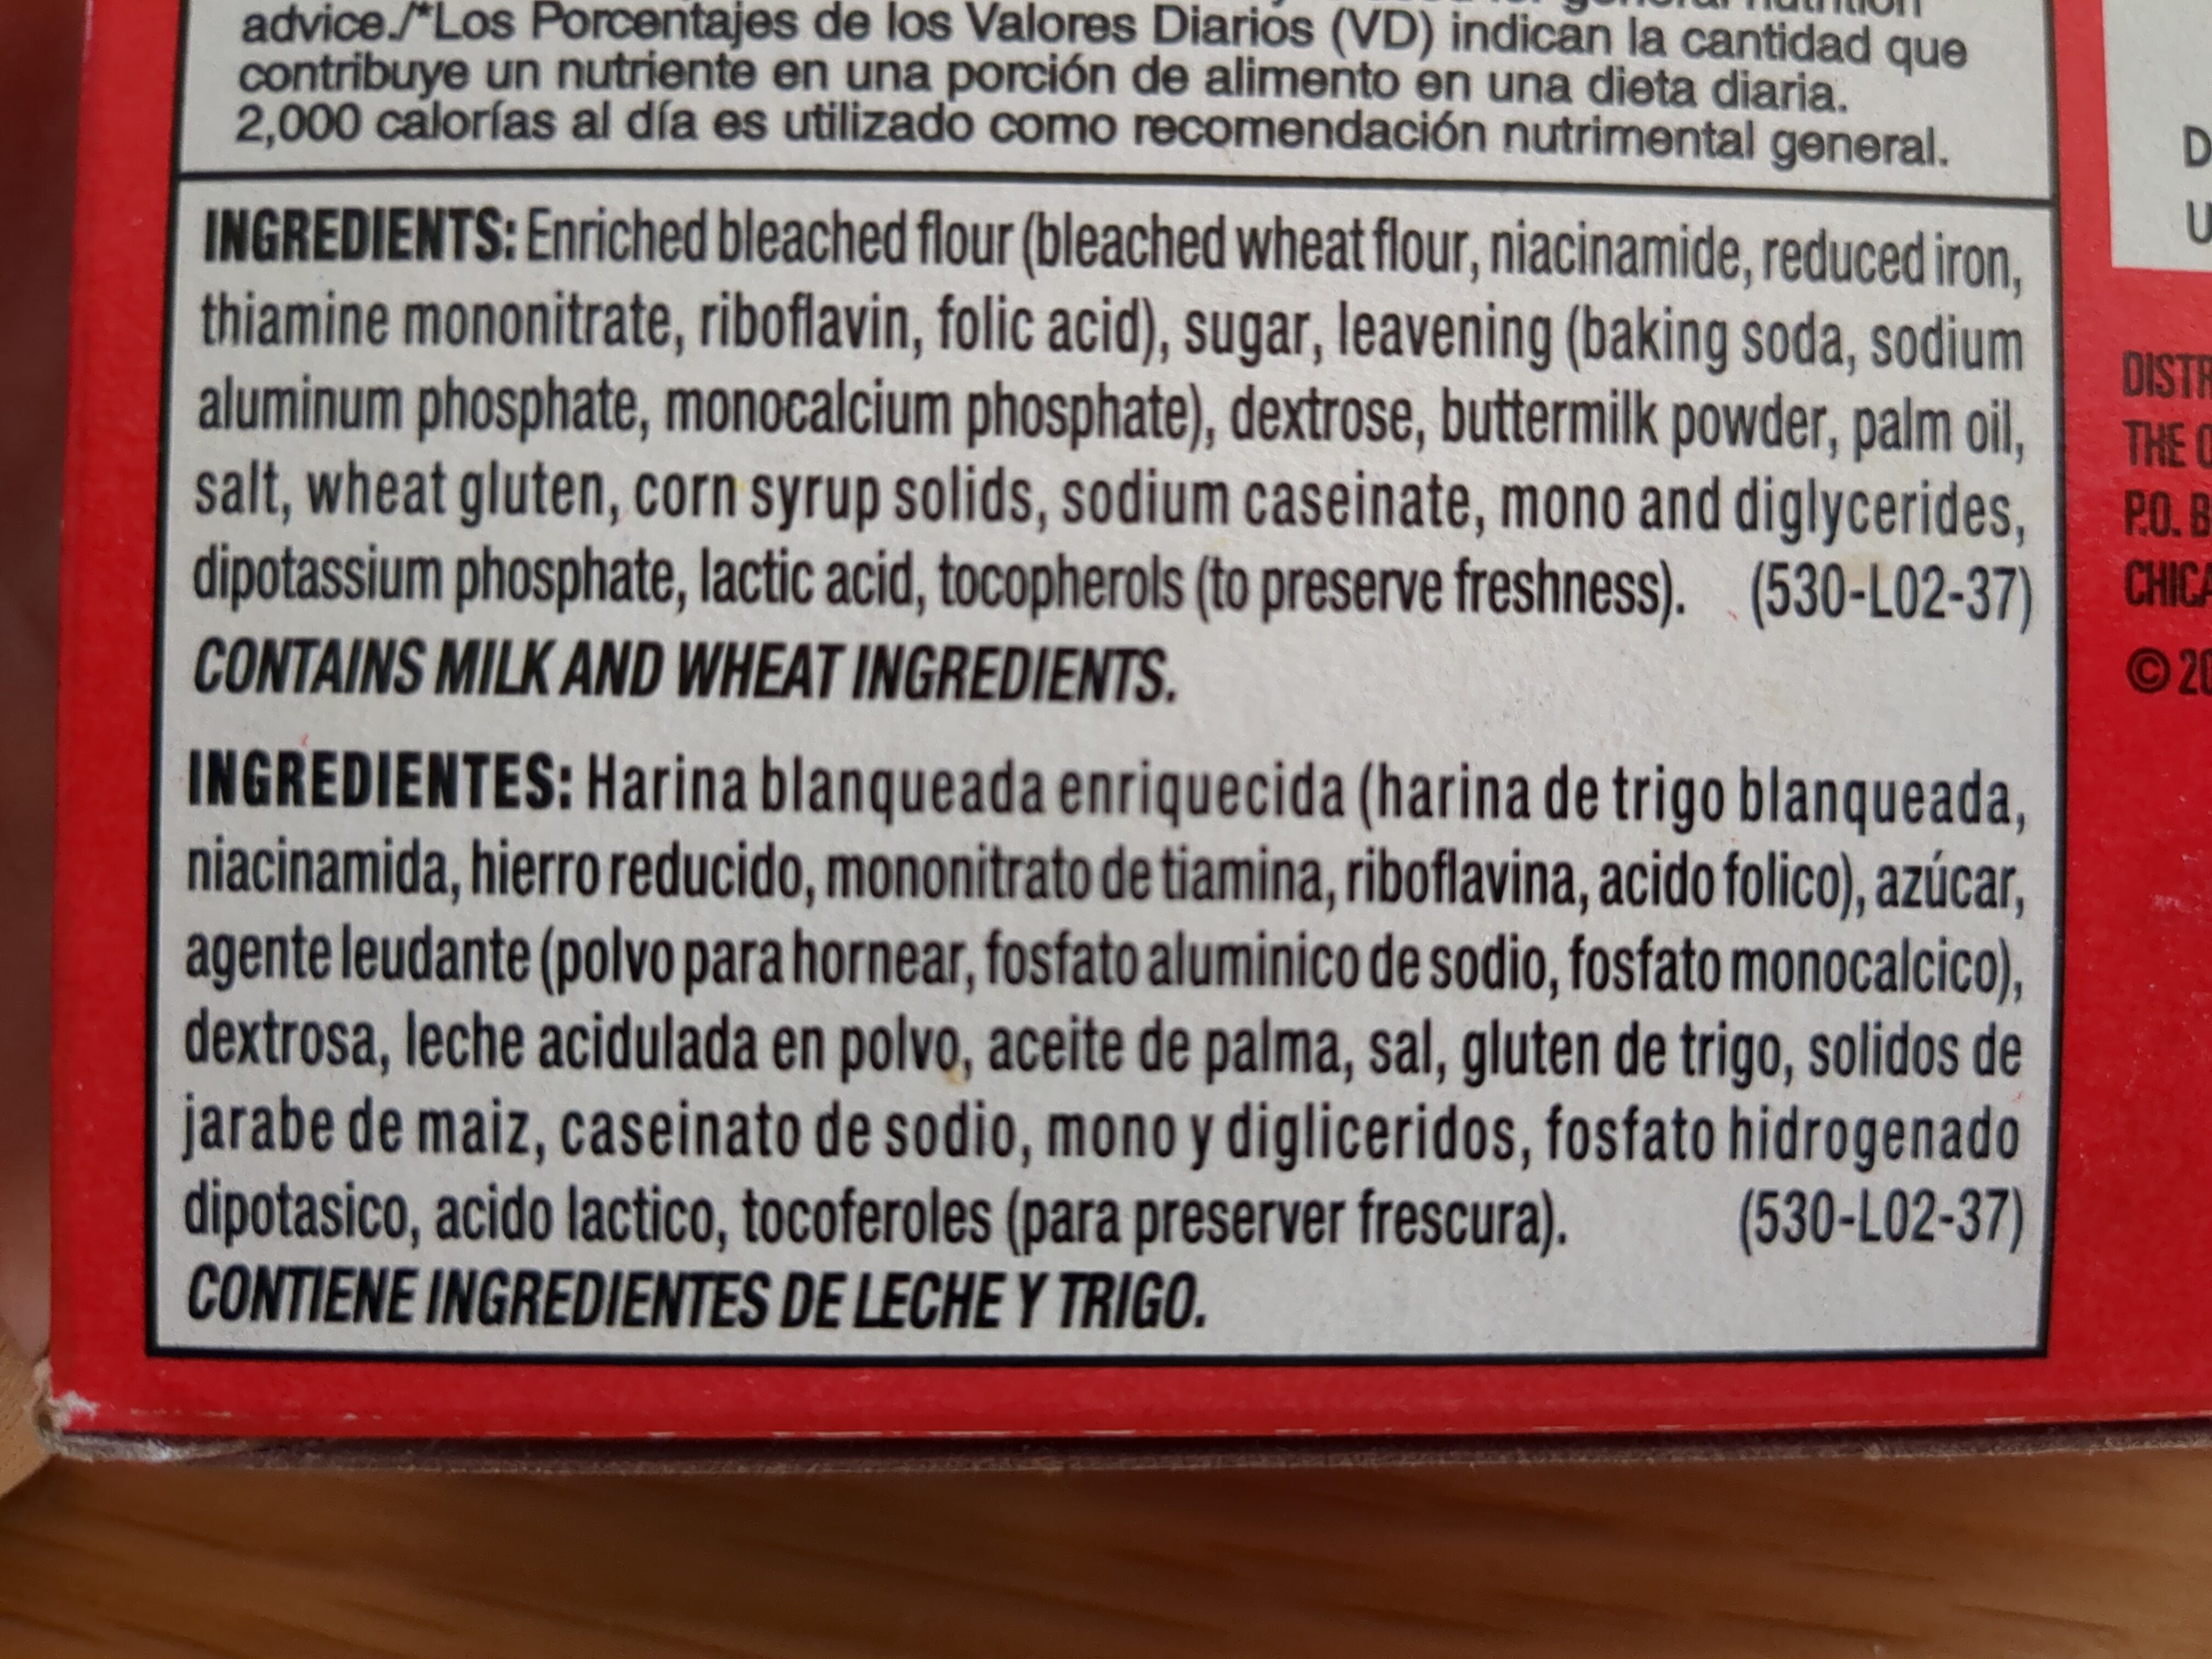 general nutrition
advice./*Los Porcentajes de los Valores Diarios (VD) indican la cantidad que
contribuye un nutriente en una porción de alimento en una dieta diaria.
2,000 calorías al día es utilizado como recomendación nutrimental general.
INGREDIENTS: Enriched bleached flour (bleached wheat flour, niacinamide, reduced iron,
thiamine mononitrate, riboflavin, folic acid), sugar, leavening (baking soda, sodium
aluminum phosphate, monocalcium phosphate), dextrose, buttermilk powder, palm oil,
salt, wheat gluten, corn syrup solids, sodium caseinate, mono and diglycerides,
dipotassium phosphate, lactic acid, tocopherols (to preserve freshness). (530-L02-37)
CONTAINS MILK AND WHEAT INGREDIENTS.
INGREDIENTES: Harina blanqueada enriquecida (harina de trigo blanqueada,
niacinamida, hierro reducido, mononitrato de tiamina, riboflavina, acido folico), azúcar,
agente leudante (polvo para hornear, fosfato aluminico de sodio, fosfato monocalcico),
dextrosa, leche acidulada en polvo, aceite de palma, sal, gluten de trigo, solidos de
jarabe de maiz, caseinato de sodio, mono y digliceridos, fosfato hidrogenado
dipotasico, acido lactico, tocoferoles (para preserver frescura). (530-L02-37)
CONTIENE INGREDIENTES DE LECHE Y TRIGO.
D
U
DISTR
THE
P.O. B
CHICA
© 20